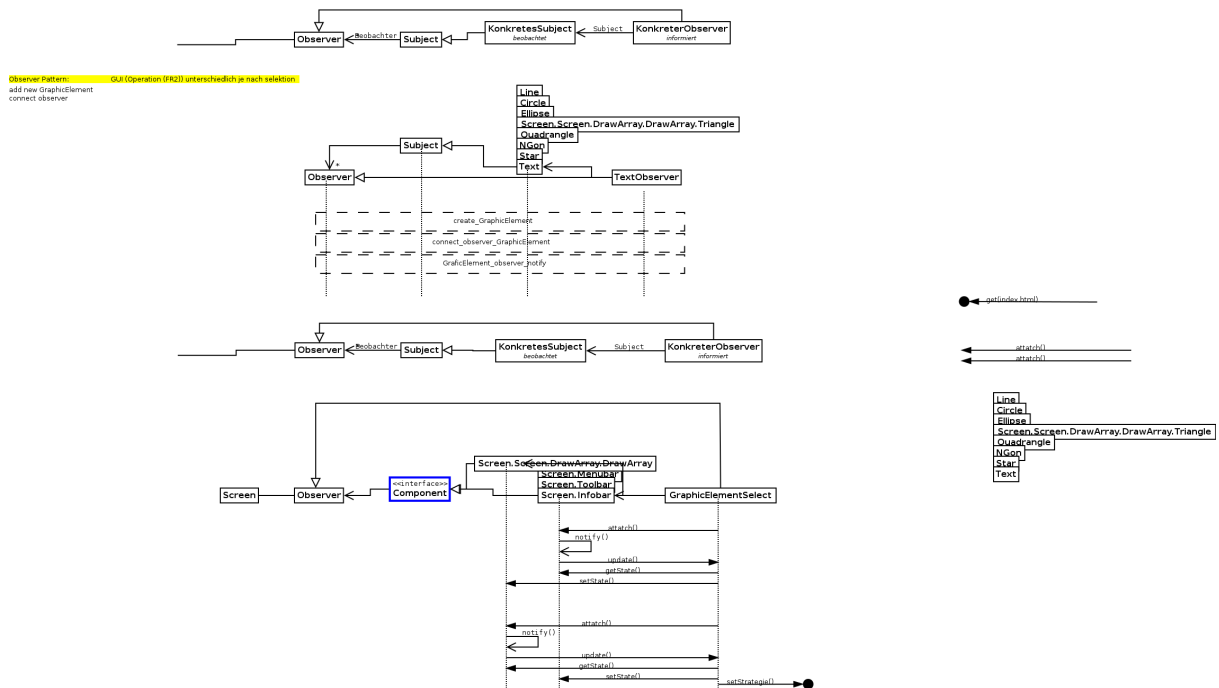 KonkretesSubject
beobachtet
KonkreterObserver
informiert
Subject
Observer
Beobachter
*
Subject
Observer Pattern: GUI (Operation (FR2)) unterschiedlich je nach selektion
add new GraphicElement
connect observer
Line
Circle
Ellipse
Screen.Screen.DrawArray.DrawArray.Triangle
Quadrangle
NGon
Star
Text
Subject
*
Observer
TextObserver
create_GraphicElement
connect_observer_GraphicElement
GraficElement_observer_notify
get(index.html)
Observer
Beobachter
*
Subject
KonkretesSubject
beobachtet
Subject
KonkreterObserver
informiert
attatch()
attatch()
Line
Circle
Ellipse
Screen.Screen.DrawArray.DrawArray.Triangle
Quadrangle
NGon
Star
Text
Screen.Screen.DrawArray.DrawArray
Screen.Menubar
Screen.Toolbar
Screen.Infobar
Screen
Observer
<<interface>>
Component
GraphicElementSelect
attatch()
notify()
update()
getState()
setState()
attatch()
notify()
update()
getState()
setState()
setStrategie()